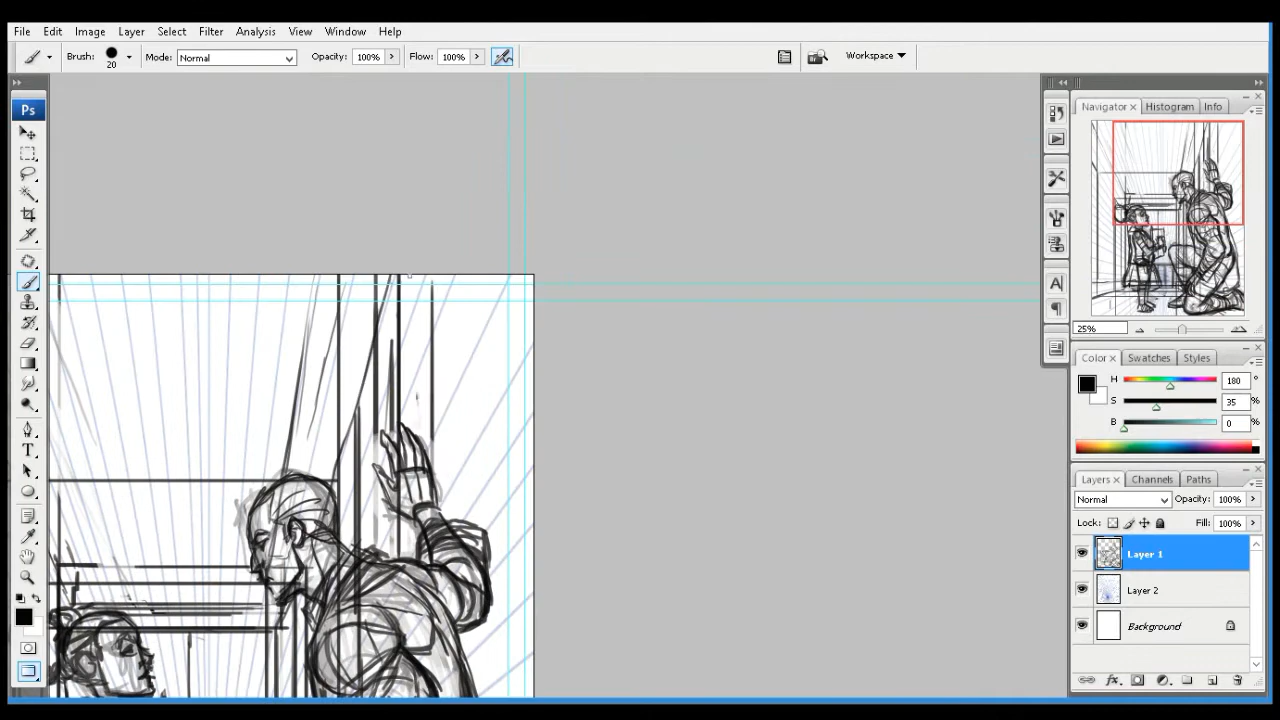 File Edit Image Layer Select Filter Analysis View Window Help
Brush: 20 Mode: Normal Opacity: 100% Flow: 100% Workspace
Ps
Navigator Histogram Info
25%
Color Swatches Styles
H 180 °
S 35 %
B 0 %
Layers Channels Paths
Normal Opacity: 100%
Lock: Fill: 100%
Layer 1
Layer 2
Background